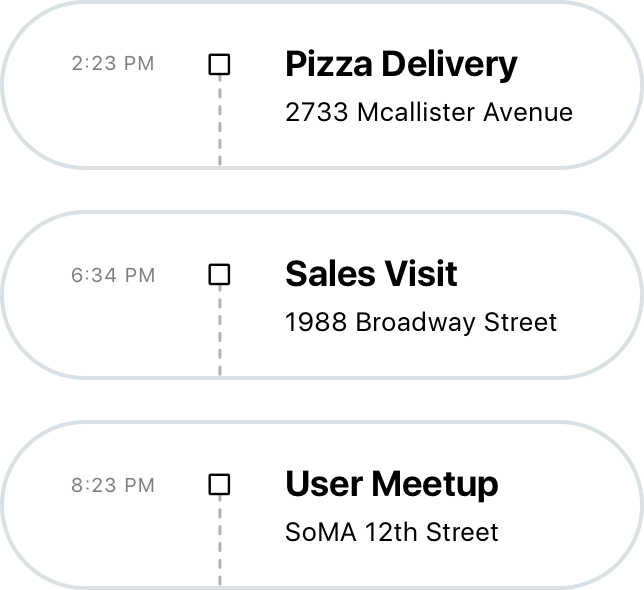 2:23 PM
Pizza Delivery
2733 Mcallister Avenue
6:34 PM
Sales Visit
1988 Broadway Street
8:23 PM
User Meetup
SoMA 12th Street